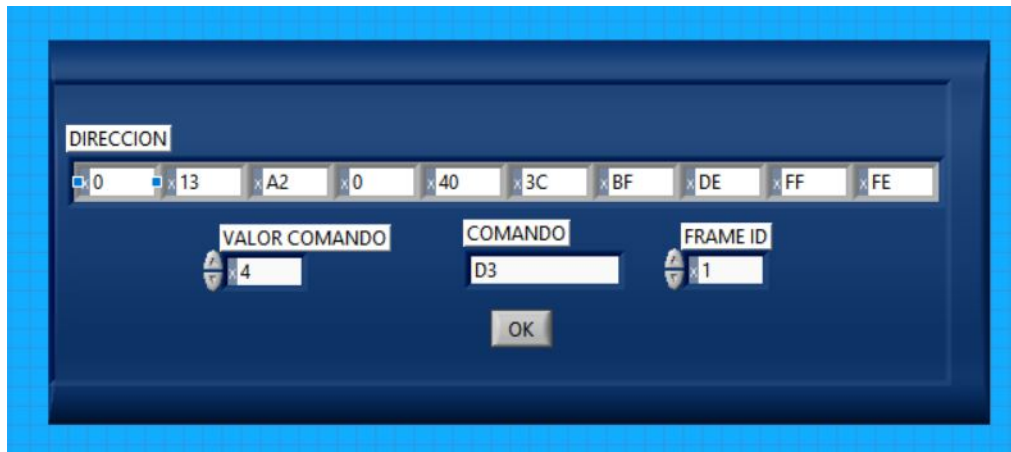 DIRECCION
x 0 x 13 x A2 x 0 x 40 x 3C x BF x DE x FF x FE
VALOR COMANDO COMANDO FRAME ID
x 4 D3 x 1
OK